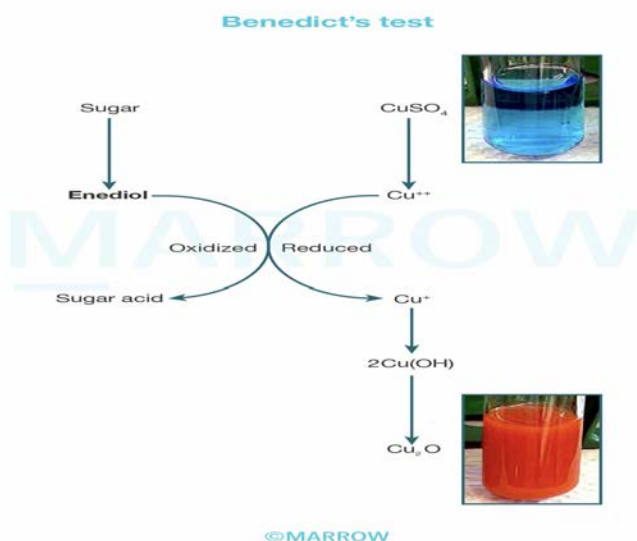 Benedict's test
Sugar
CuSO₄
Enediol
Cu⁺⁺
MARROW
Oxidized
Reduced
Sugar acid
Cu⁺
2Cu(OH)
Cu₂O
©MARROW